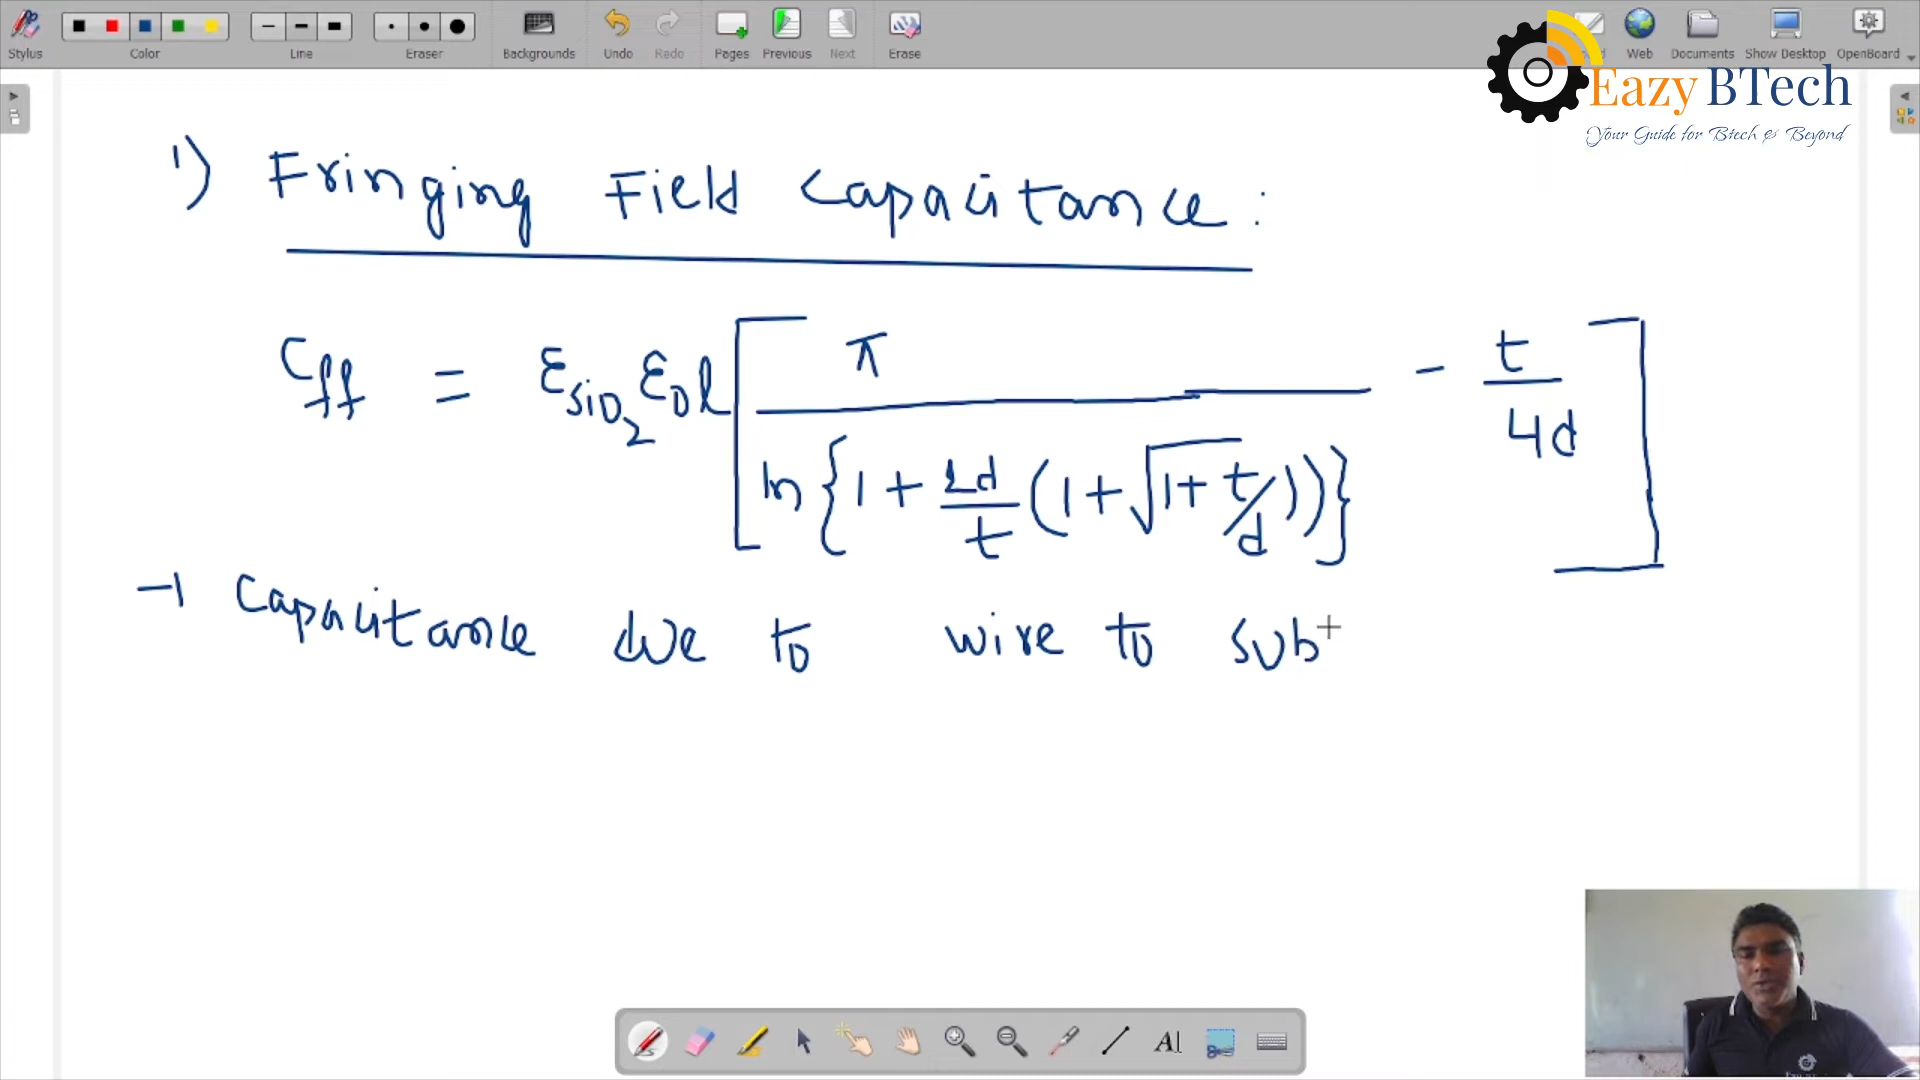 Stylus
Color
Line
Eraser
Backgrounds
Undo
Redo
Pages
Previous
Next
Erase
Web
Documents
Show Desktop
OpenBoard
Eazy BTech
Your Guide for Btech & Beyond
1) Fringing Field Capacitance:
Cff = εSiO2 ε0 l [ π / ln{1 + 2d/t (1 + √(1 + t/d))} - t/4d ]
→ Capacitance due to wire to sub